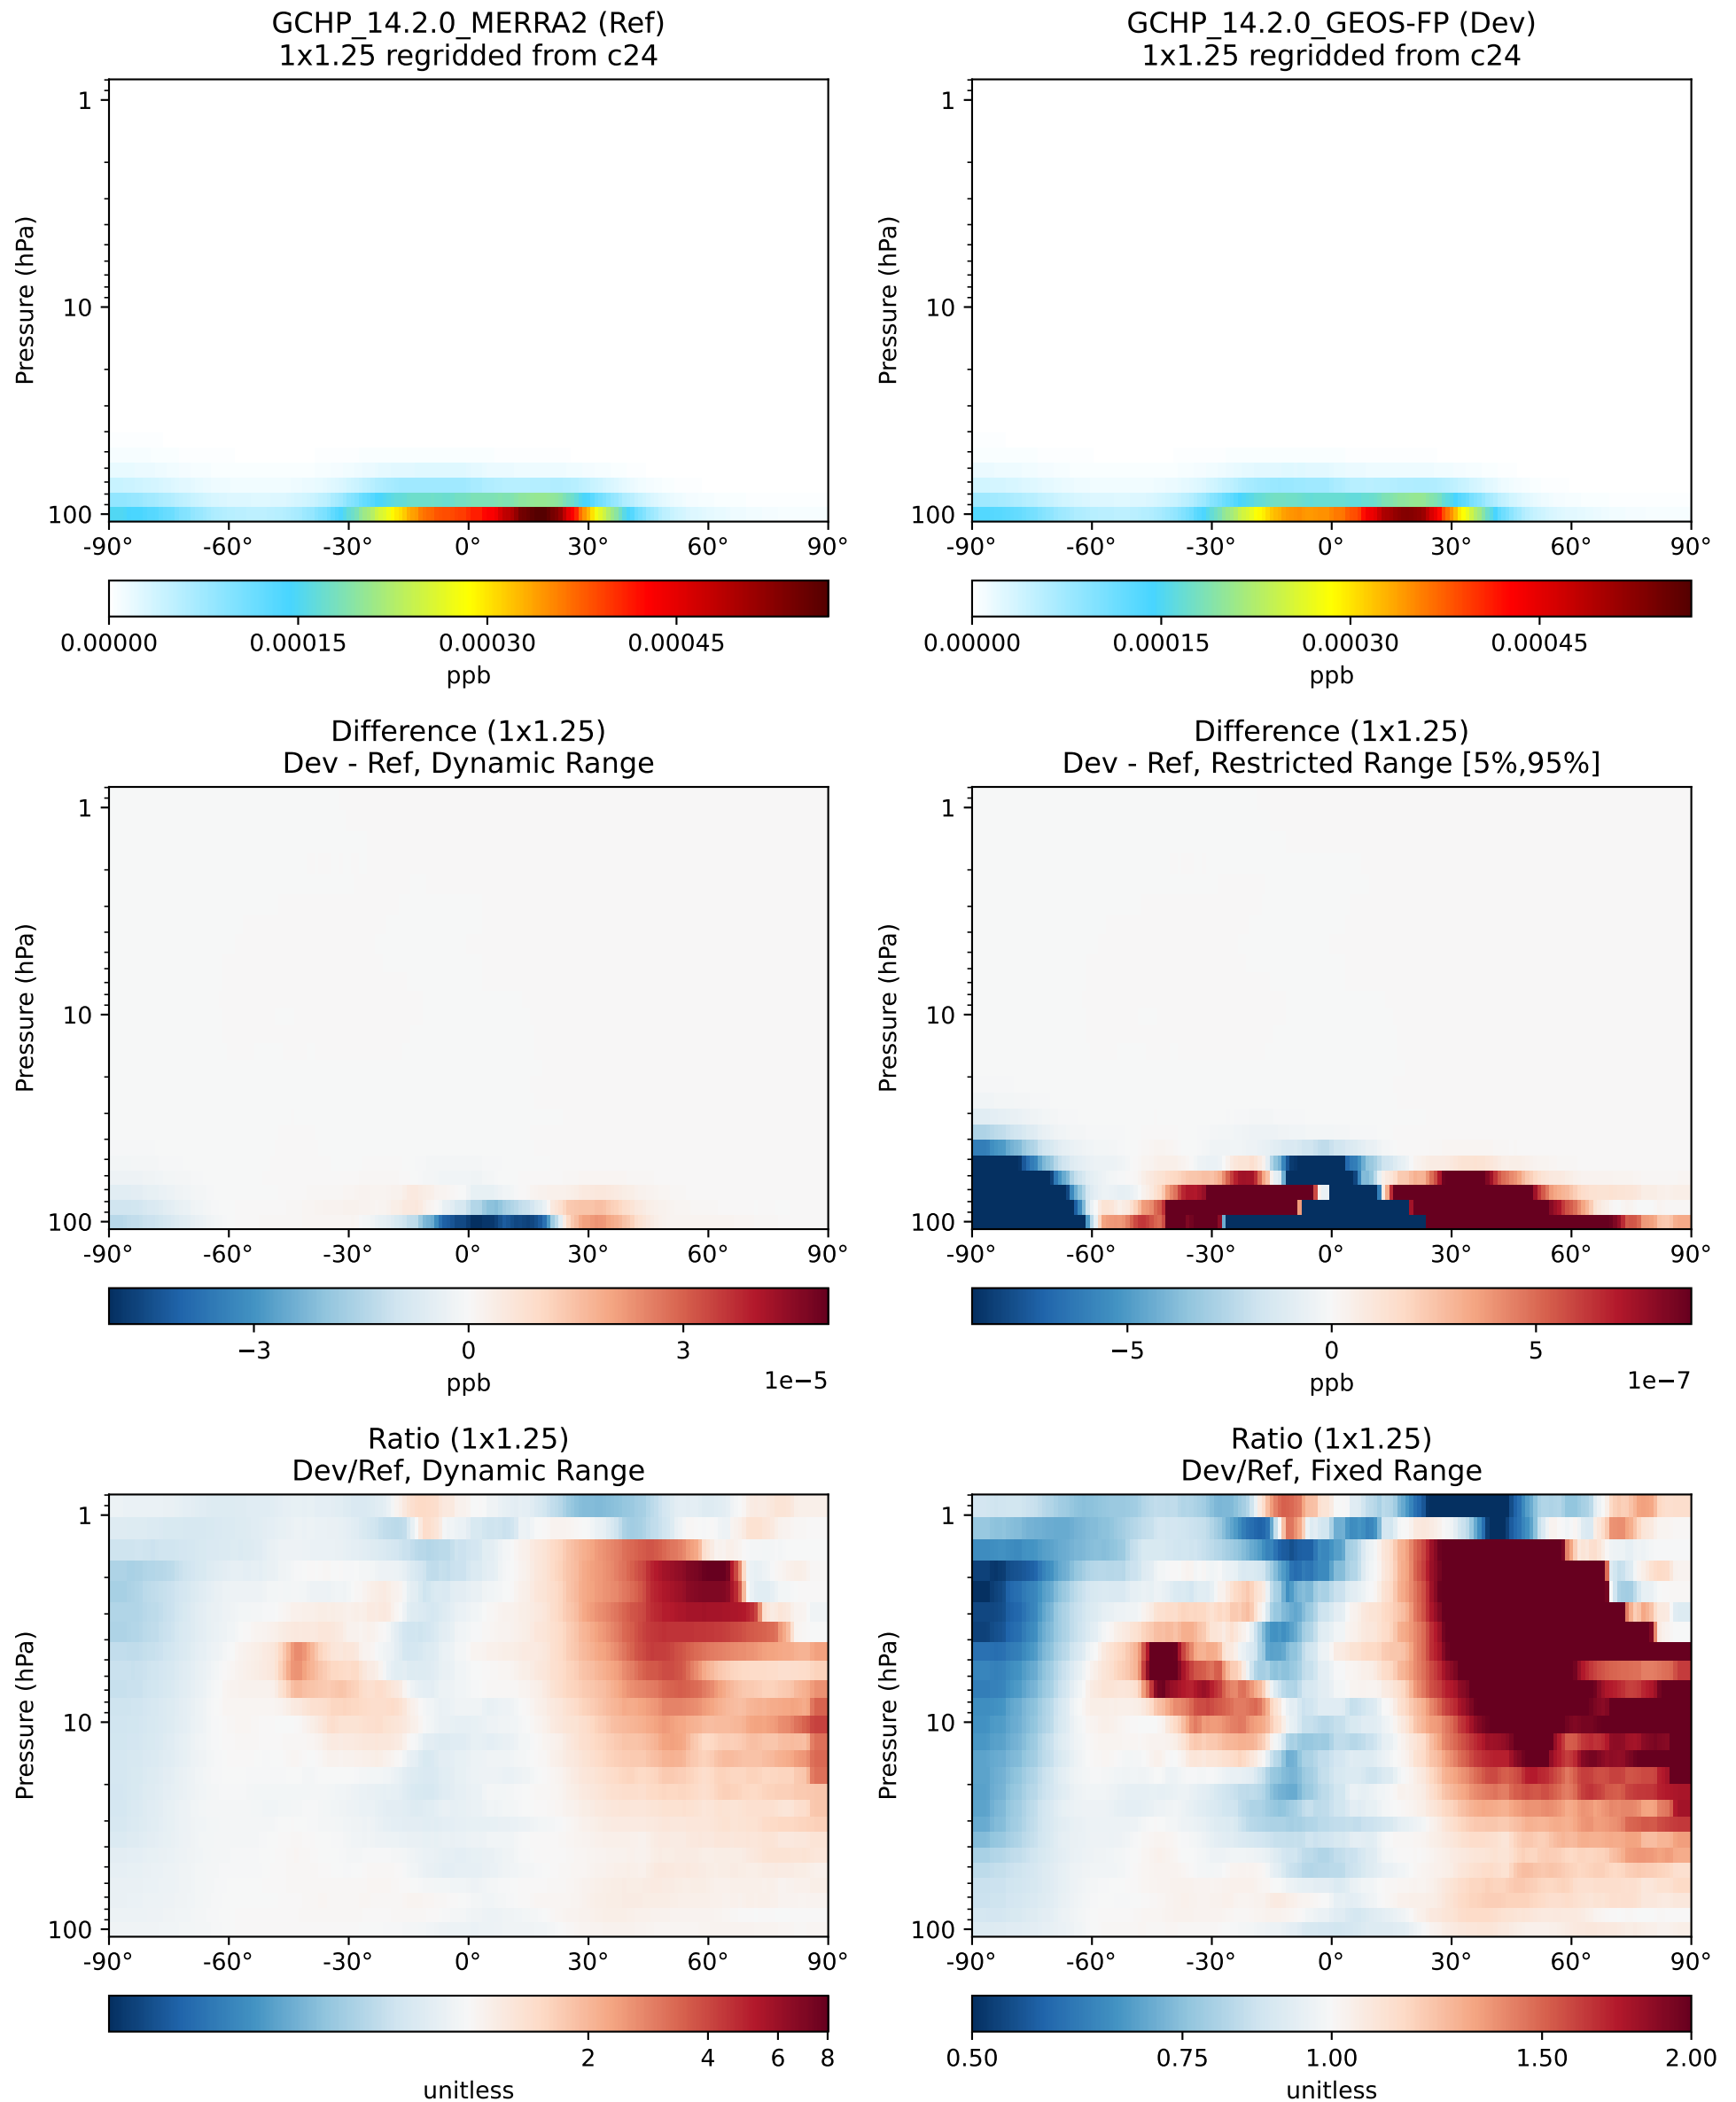 GCHP_14.2.0_MERRA2 (Ref)
1x1.25 regridded from c24
Pressure (hPa)
1
10
100
-90° -60° -30° 0° 30° 60° 90°
0.00000 0.00015 0.00030 0.00045
ppb
GCHP_14.2.0_GEOS-FP (Dev)
1x1.25 regridded from c24
Pressure (hPa)
1
10
100
-90° -60° -30° 0° 30° 60° 90°
0.00000 0.00015 0.00030 0.00045
ppb
Difference (1x1.25)
Dev - Ref, Dynamic Range
Pressure (hPa)
1
10
100
-90° -60° -30° 0° 30° 60° 90°
−3 0 3
ppb 1e−5
Difference (1x1.25)
Dev - Ref, Restricted Range [5%,95%]
Pressure (hPa)
1
10
100
-90° -60° -30° 0° 30° 60° 90°
−5 0 5
ppb 1e−7
Ratio (1x1.25)
Dev/Ref, Dynamic Range
Pressure (hPa)
1
10
100
-90° -60° -30° 0° 30° 60° 90°
2 4 6 8
unitless
Ratio (1x1.25)
Dev/Ref, Fixed Range
Pressure (hPa)
1
10
100
-90° -60° -30° 0° 30° 60° 90°
0.50 0.75 1.00 1.50 2.00
unitless